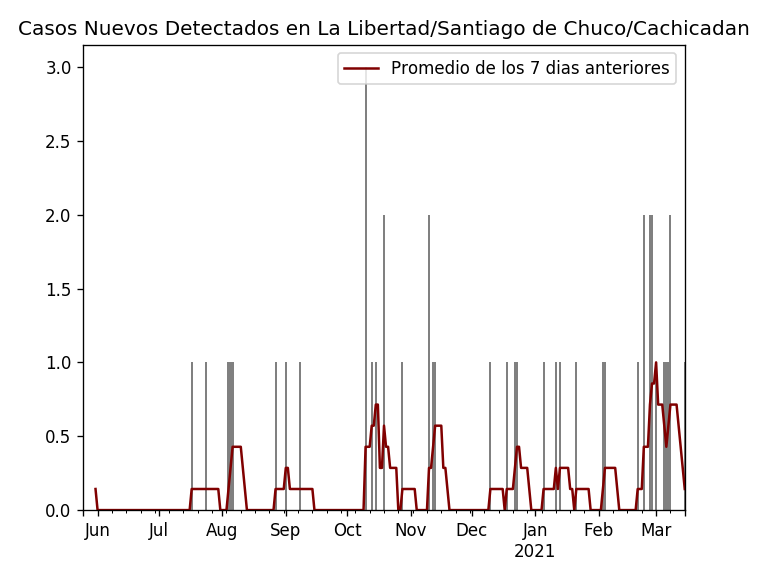 Casos Nuevos Detectados en La Libertad/Santiago de Chuco/Cachicadan
Promedio de los 7 dias anteriores
3.0
2.5
2.0
1.5
1.0
0.5
0.0
Jun Jul Aug Sep Oct Nov Dec Jan Feb Mar
2021